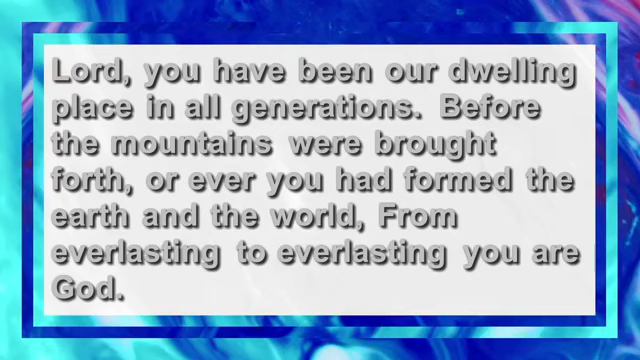 Lord, you have been our dwelling
place in all generations. Before
the mountains were brought
forth, or ever you had formed the
earth and the world, From
everlasting to everlasting you are
God.